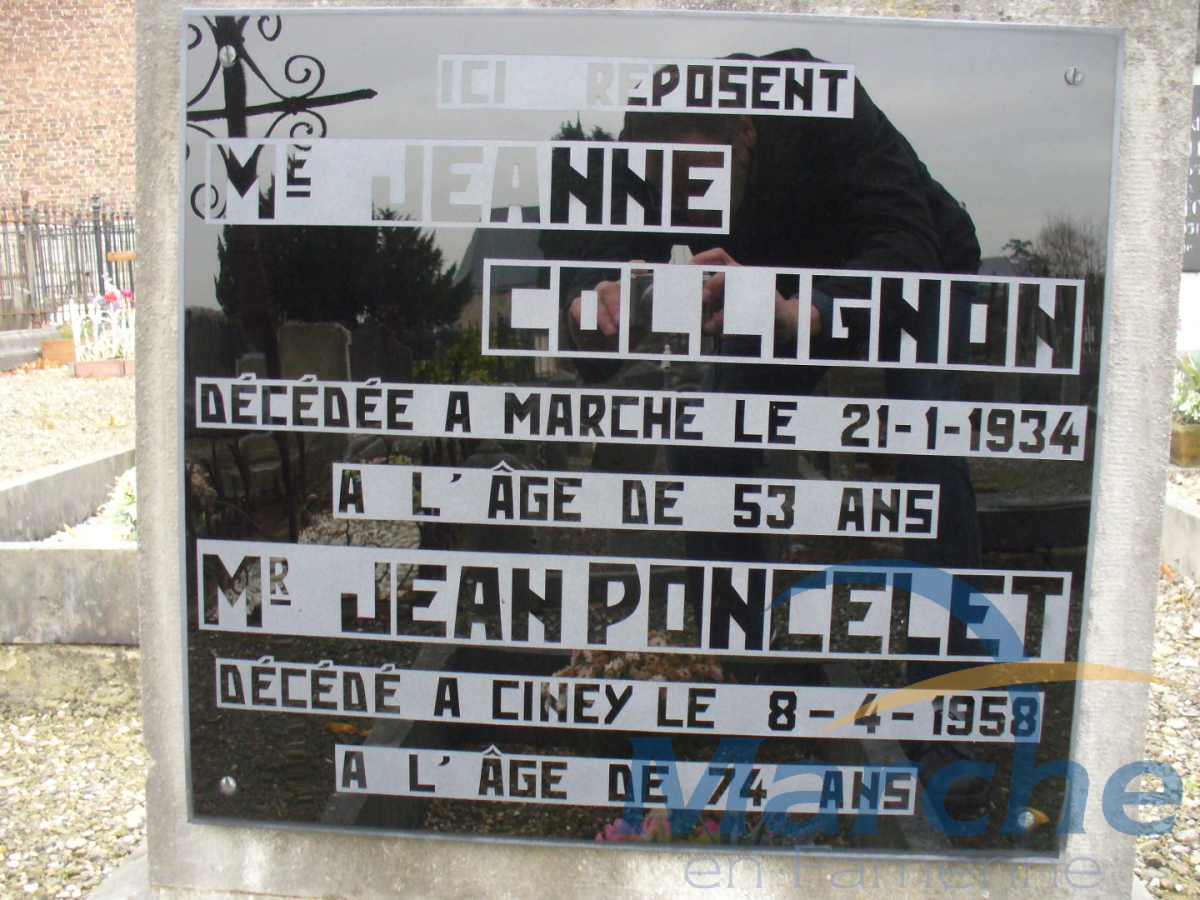 ICI REPOSENT
ME JEANNE
COLLIGNON
DÉCÉDÉE A MARCHE LE 21-1-1934
A L'ÂGE DE 53 ANS
MR JEAN PONCELET
DÉCÉDÉ A CINEY LE 8-4-1958
A L'ÂGE DE 74 ANS
Marche
en Famenne